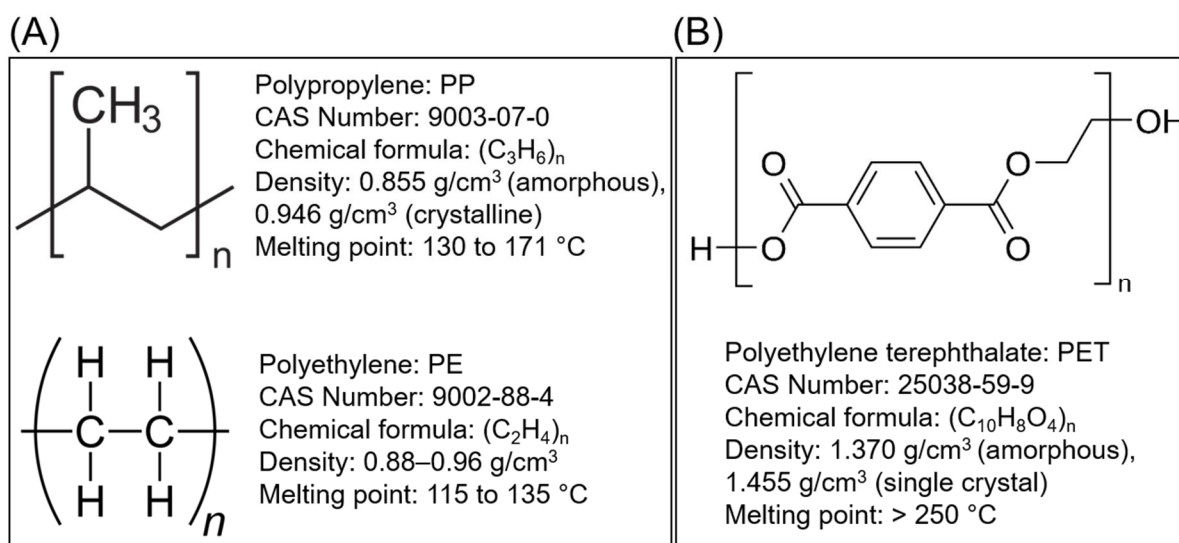 (A)
CH₃
n
Polypropylene: PP
CAS Number: 9003-07-0
Chemical formula: (C₃H₆)ₙ
Density: 0.855 g/cm³ (amorphous),
0.946 g/cm³ (crystalline)
Melting point: 130 to 171 °C
H H
C C
H H
n
Polyethylene: PE
CAS Number: 9002-88-4
Chemical formula: (C₂H₄)ₙ
Density: 0.88–0.96 g/cm³
Melting point: 115 to 135 °C
(B)
OH
O O
H O O
n
Polyethylene terephthalate: PET
CAS Number: 25038-59-9
Chemical formula: (C₁₀H₈O₄)ₙ
Density: 1.370 g/cm³ (amorphous),
1.455 g/cm³ (single crystal)
Melting point: > 250 °C